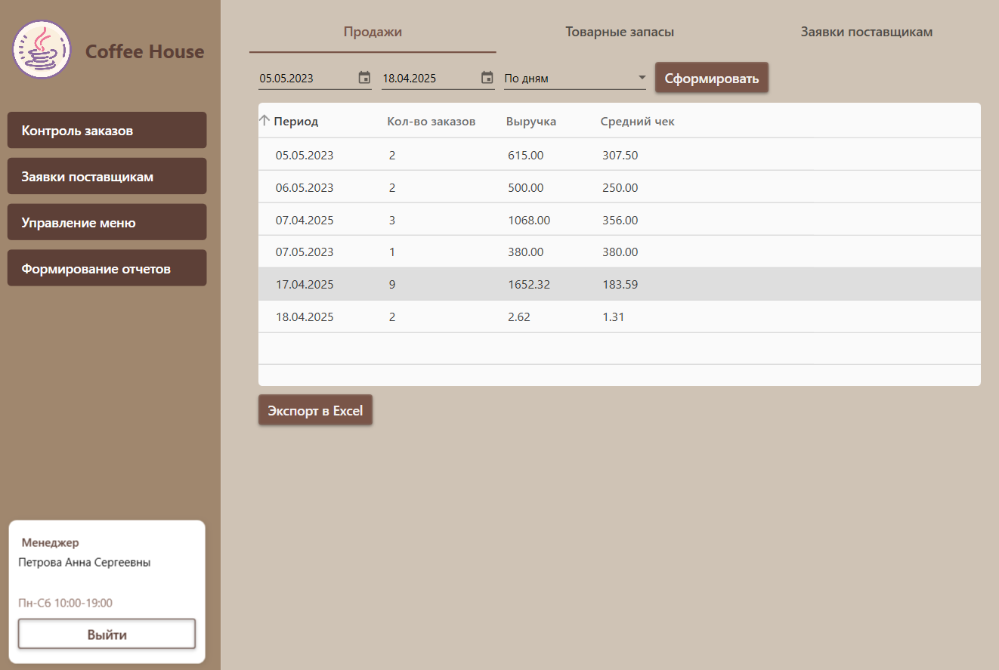 Coffee House
Контроль заказов
Заявки поставщикам
Управление меню
Формирование отчетов
Менеджер
Петрова Анна Сергеевны
Пн-Сб 10:00-19:00
Выйти
Продажи Товарные запасы Заявки поставщикам
05.05.2023 18.04.2025 По дням Сформировать
Период Кол-во заказов Выручка Средний чек
05.05.2023 2 615.00 307.50
06.05.2023 2 500.00 250.00
07.04.2025 3 1068.00 356.00
07.05.2023 1 380.00 380.00
17.04.2025 9 1652.32 183.59
18.04.2025 2 2.62 1.31
Экспорт в Excel